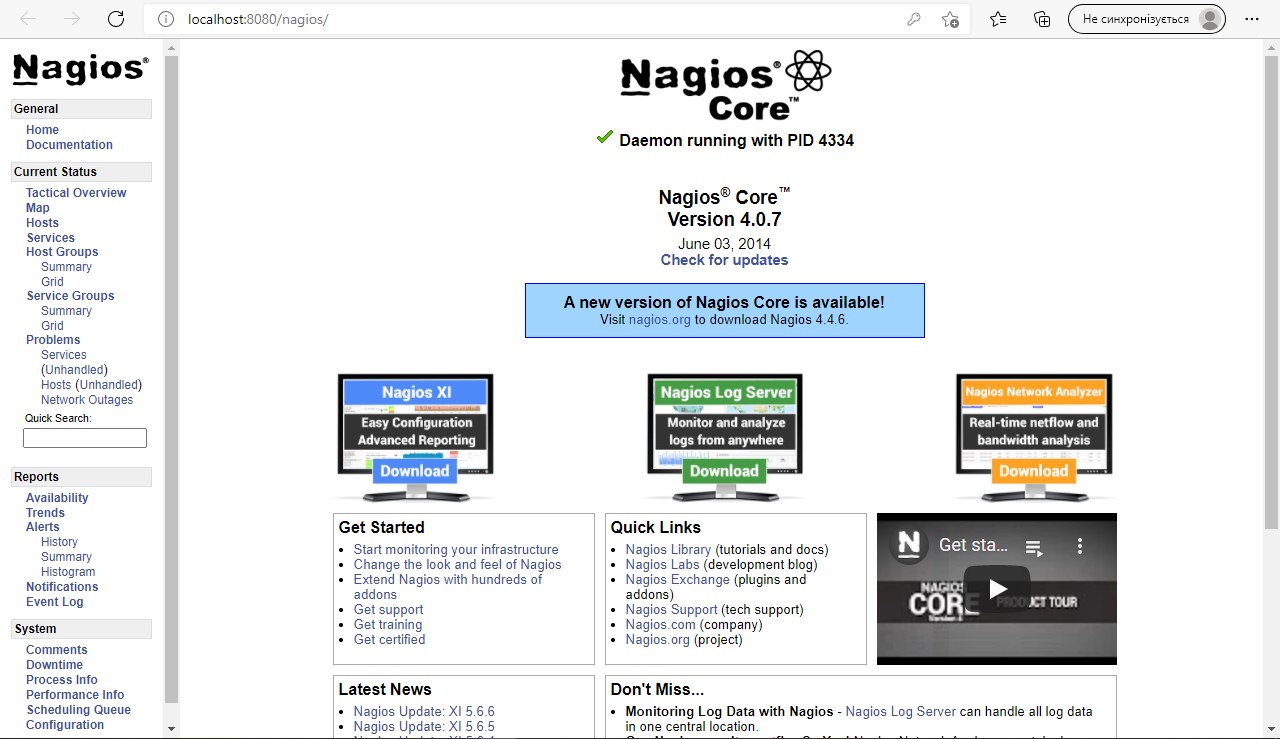 localhost:8080/nagios/
Не синхронізується
Nagios®
General
Home
Documentation
Current Status
Tactical Overview
Map
Hosts
Services
Host Groups
Summary
Grid
Service Groups
Summary
Grid
Problems
Services
(Unhandled)
Hosts (Unhandled)
Network Outages
Quick Search:
Reports
Availability
Trends
Alerts
History
Summary
Histogram
Notifications
Event Log
System
Comments
Downtime
Process Info
Performance Info
Scheduling Queue
Configuration
Nagios®
Core™
Daemon running with PID 4334
Nagios® Core™
Version 4.0.7
June 03, 2014
Check for updates
A new version of Nagios Core is available!
Visit nagios.org to download Nagios 4.4.6.
Nagios XI
Easy Configuration
Advanced Reporting
Download
Nagios Log Server
Monitor and analyze
logs from anywhere
Download
Nagios Network Analyzer
Real-time netflow and
bandwidth analysis
Download
Get Started
Start monitoring your infrastructure
Change the look and feel of Nagios
Extend Nagios with hundreds of
addons
Get support
Get training
Get certified
Quick Links
Nagios Library (tutorials and docs)
Nagios Labs (development blog)
Nagios Exchange (plugins and
addons)
Nagios Support (tech support)
Nagios.com (company)
Nagios.org (project)
N
Get sta...
NAGIOS
CORE PRODUCT TOUR
Latest News
Nagios Update: XI 5.6.6
Nagios Update: XI 5.6.5
Don't Miss...
Monitoring Log Data with Nagios - Nagios Log Server can handle all log data
in one central location.